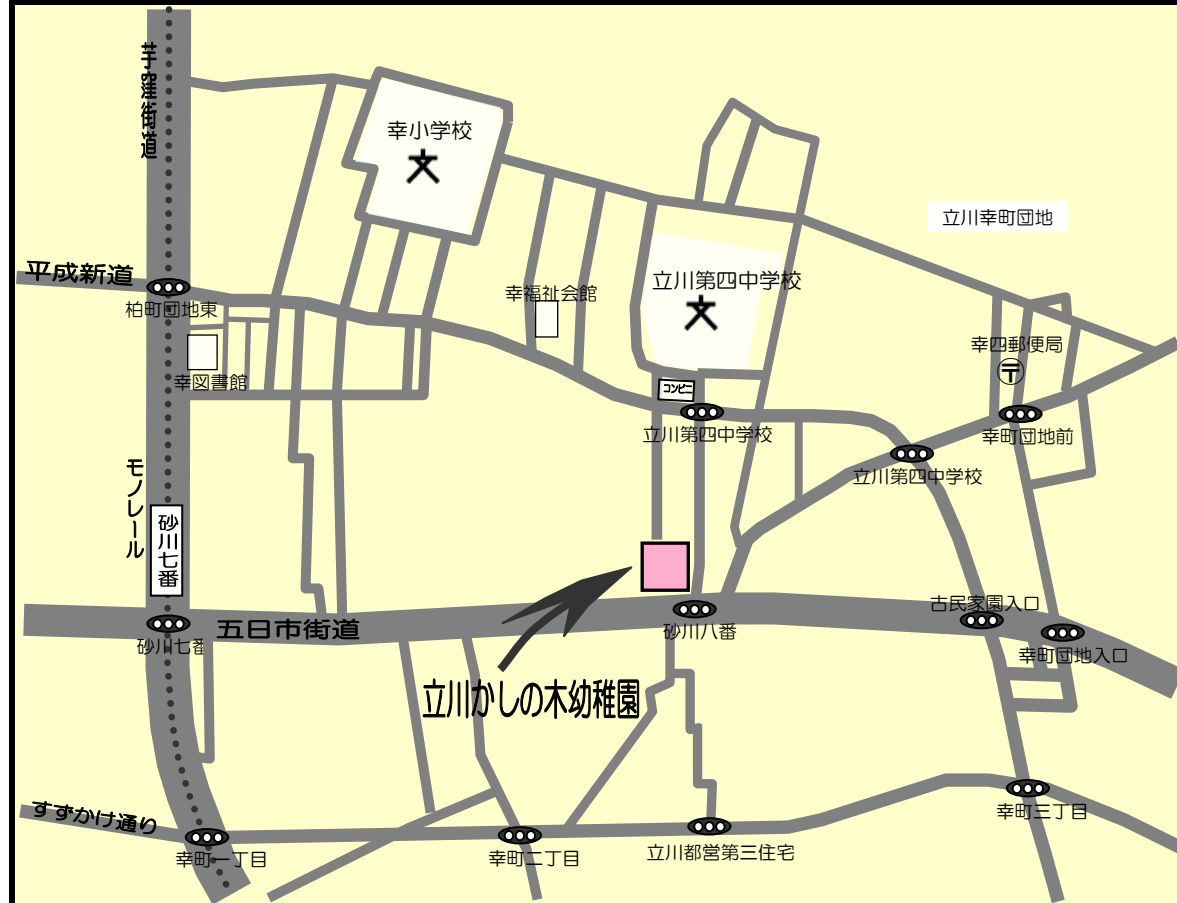 芋窪街道
幸小学校
立川幸町団地
平成新道
立川第四中学校
幸福祉会館
柏町団地東
幸四郵便局
〒
幸図書館
コンビニ
立川第四中学校
幸町団地前
立川第四中学校
モノレール
砂川七番
古民家園入口
五日市街道
砂川八番
砂川七番
幸町団地入口
立川かしの木幼稚園
すずかけ通り
幸町三丁目
幸町一丁目
幸町二丁目
立川都営第三住宅